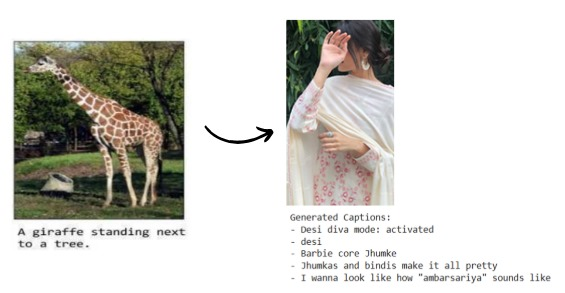 A giraffe standing next
to a tree.
Generated Captions:
- Desi diva mode: activated
- desi
- Barbie core Jhumke
- Jhumkas and bindis make it all pretty
- I wanna look like how "ambarsariya" sounds like